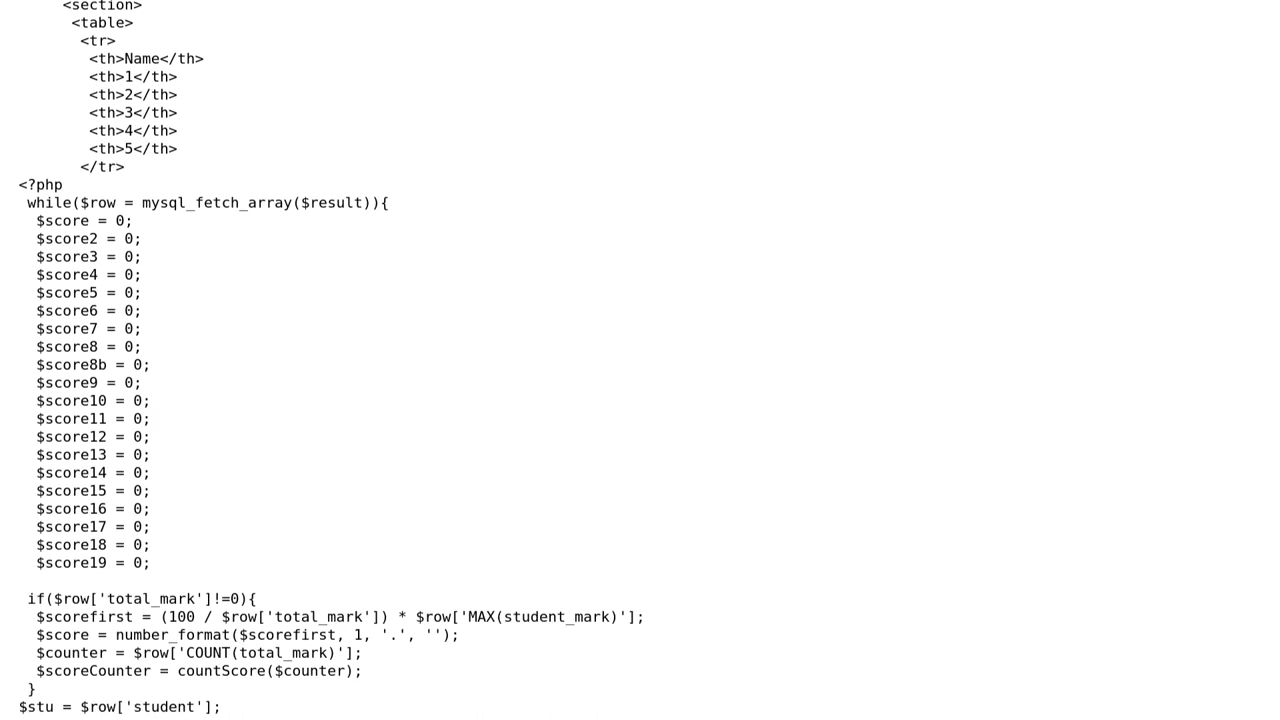 <section>
<table>
<tr>
<th>Name</th>
<th>1</th>
<th>2</th>
<th>3</th>
<th>4</th>
<th>5</th>
</tr>
<?php
while($row = mysql_fetch_array($result)){
$score = 0;
$score2 = 0;
$score3 = 0;
$score4 = 0;
$score5 = 0;
$score6 = 0;
$score7 = 0;
$score8 = 0;
$score8b = 0;
$score9 = 0;
$score10 = 0;
$score11 = 0;
$score12 = 0;
$score13 = 0;
$score14 = 0;
$score15 = 0;
$score16 = 0;
$score17 = 0;
$score18 = 0;
$score19 = 0;
if($row['total_mark']!=0){
$scorefirst = (100 / $row['total_mark']) * $row['MAX(student_mark)'];
$score = number_format($scorefirst, 1, '.', '');
$counter = $row['COUNT(total_mark)'];
$scoreCounter = countScore($counter);
}
$stu = $row['student'];